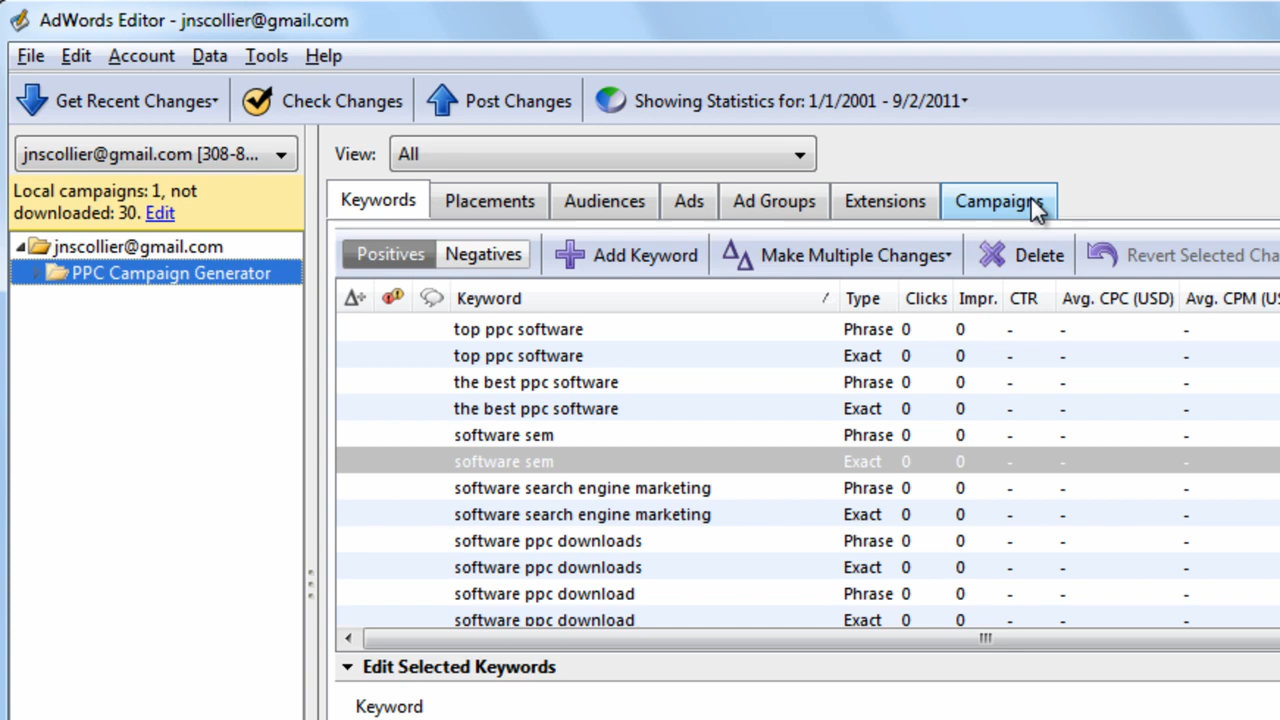 AdWords Editor - jnscollier@gmail.com
File Edit Account Data Tools Help
Get Recent Changes Check Changes Post Changes Showing Statistics for: 1/1/2001 - 9/2/2011
jnscollier@gmail.com [308-8... View: All
Local campaigns: 1, not
downloaded: 30. Edit
Keywords Placements Audiences Ads Ad Groups Extensions Campaigns
jnscollier@gmail.com
PPC Campaign Generator
Positives Negatives Add Keyword Make Multiple Changes Delete Revert Selected Cha
Keyword / Type Clicks Impr. CTR Avg. CPC (USD) Avg. CPM (US
top ppc software Phrase 0 0 - - -
top ppc software Exact 0 0 - - -
the best ppc software Phrase 0 0 - - -
the best ppc software Exact 0 0 - - -
software sem Phrase 0 0 - - -
software sem Exact 0 0 - - -
software search engine marketing Phrase 0 0 - - -
software search engine marketing Exact 0 0 - - -
software ppc downloads Phrase 0 0 - - -
software ppc downloads Exact 0 0 - - -
software ppc download Phrase 0 0 - - -
software ppc download Exact 0 0 - - -
Edit Selected Keywords
Keyword